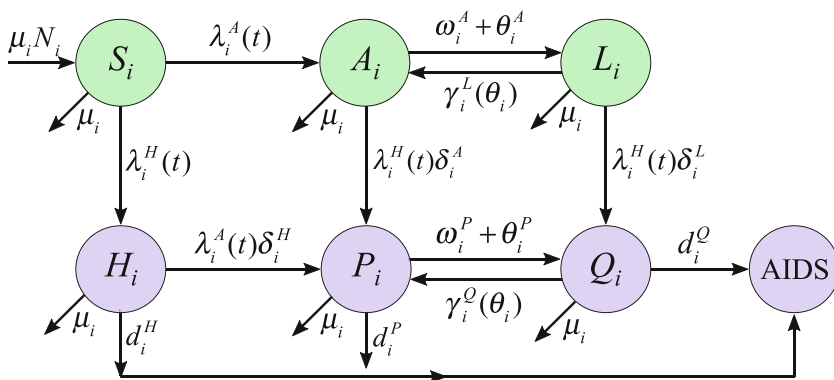 μ_i N_i S_i λ_i^A(t) A_i ω_i^A + θ_i^A L_i
γ_i^L(θ_i)
μ_i μ_i μ_i
λ_i^H(t) λ_i^H(t)δ_i^A λ_i^H(t)δ_i^L
H_i λ_i^A(t)δ_i^H P_i ω_i^P + θ_i^P Q_i d_i^Q AIDS
γ_i^Q(θ_i)
μ_i d_i^H μ_i d_i^P μ_i